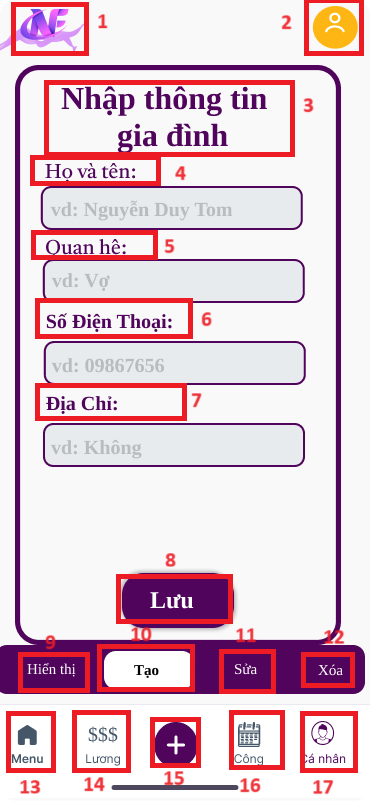 NE
1
2
Nhập thông tin
gia đình
3
Họ và tên:
4
vd: Nguyễn Duy Tom
Quan hê:
5
vd: Vợ
Số Điện Thoại:
6
vd: 09867656
Địa Chỉ:
7
vd: Không
8
Lưu
9
10
11
12
Hiển thị
Tạo
Sửa
Xóa
$$$
Menu
Lương
Công
Cá nhân
13
14
15
16
17